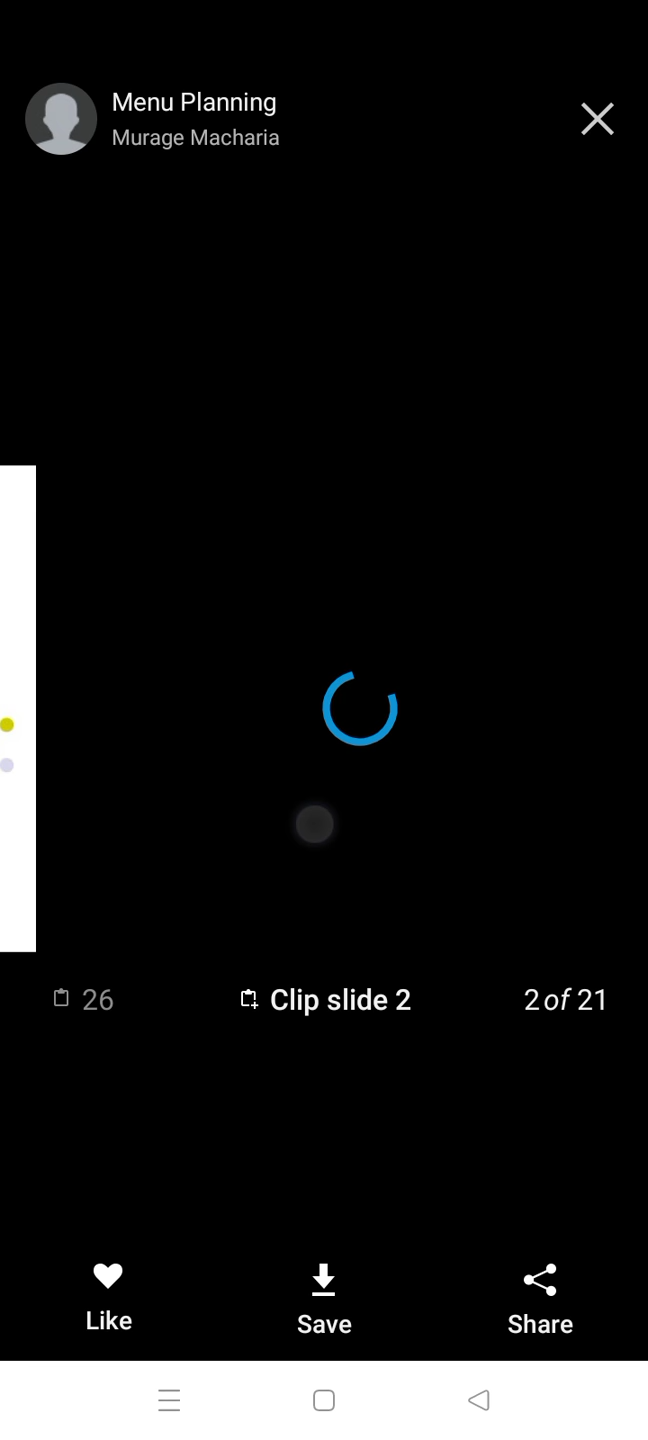 Menu Planning
Murage Macharia
26
Clip slide 2
2 of 21
Like
Save
Share